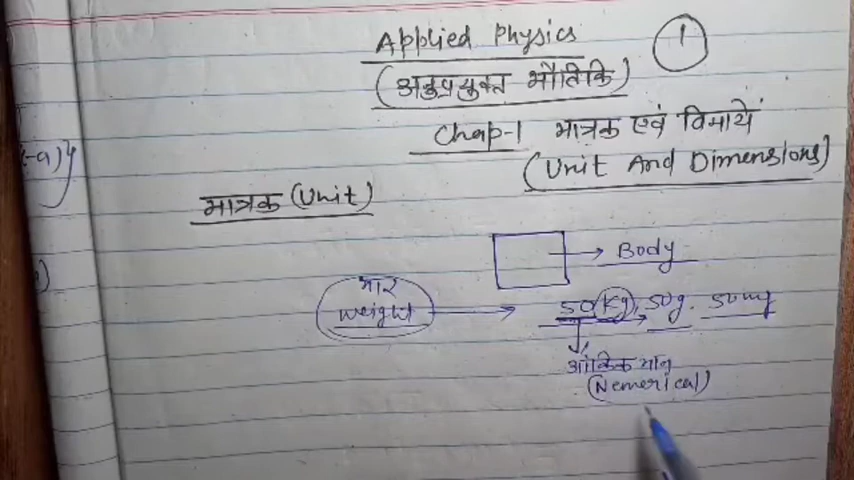 Applied Physics
1
(अनुप्रयुक्त भौतिकि)
Chap-1 मात्रक एवं विमायें
(Unit And Dimensions)
मात्रक (Unit)
Body
भार
weight
50(Kg), 50g. 50mg
आंकिक मान
(Nemerical)